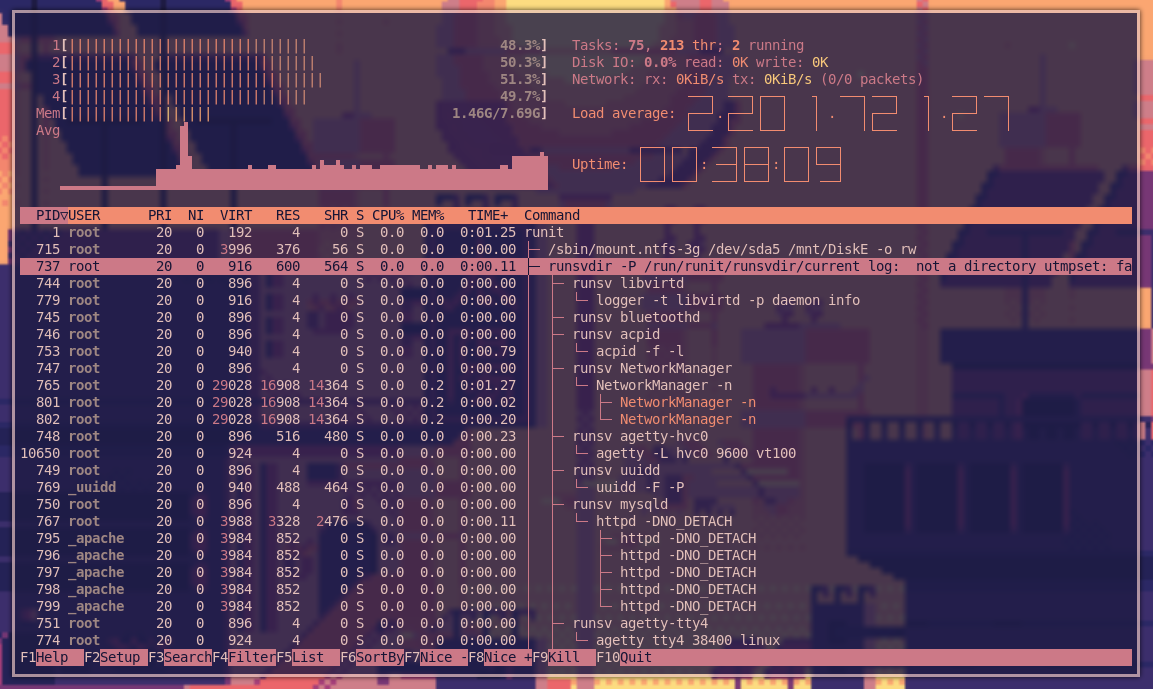 1[|||||||||||||||||||||||||||||| 48.3%] Tasks: 75, 213 thr; 2 running
2[||||||||||||||||||||||||||||||| 50.3%] Disk IO: 0.0% read: 0K write: 0K
3[|||||||||||||||||||||||||||||||| 51.3%] Network: rx: 0KiB/s tx: 0KiB/s (0/0 packets)
4[|||||||||||||||||||||||||||||| 49.7%]
Mem[|||||||||||||||||| 1.46G/7.69G] Load average: 2.20 1.72 1.27
Avg
Uptime: 00:38:09
PID▽USER PRI NI VIRT RES SHR S CPU% MEM% TIME+ Command
1 root 20 0 192 4 0 S 0.0 0.0 0:01.25 runit
715 root 20 0 3996 376 56 S 0.0 0.0 0:00.00 ├─ /sbin/mount.ntfs-3g /dev/sda5 /mnt/DiskE -o rw
737 root 20 0 916 600 564 S 0.0 0.0 0:00.11 ├─ runsvdir -P /run/runit/runsvdir/current log: not a directory utmpset: fa
744 root 20 0 896 4 0 S 0.0 0.0 0:00.00 │ ├─ runsv libvirtd
779 root 20 0 916 4 0 S 0.0 0.0 0:00.00 │ │ └─ logger -t libvirtd -p daemon info
745 root 20 0 896 4 0 S 0.0 0.0 0:00.00 │ ├─ runsv bluetoothd
746 root 20 0 896 4 0 S 0.0 0.0 0:00.00 │ ├─ runsv acpid
753 root 20 0 940 4 0 S 0.0 0.0 0:00.79 │ │ └─ acpid -f -l
747 root 20 0 896 4 0 S 0.0 0.0 0:00.00 │ ├─ runsv NetworkManager
765 root 20 0 29028 16908 14364 S 0.0 0.2 0:01.27 │ │ └─ NetworkManager -n
801 root 20 0 29028 16908 14364 S 0.0 0.2 0:00.02 │ │ ├─ NetworkManager -n
802 root 20 0 29028 16908 14364 S 0.0 0.2 0:00.20 │ │ └─ NetworkManager -n
748 root 20 0 896 516 480 S 0.0 0.0 0:00.23 │ ├─ runsv agetty-hvc0
10650 root 20 0 924 4 0 S 0.0 0.0 0:00.00 │ │ └─ agetty -L hvc0 9600 vt100
749 root 20 0 896 4 0 S 0.0 0.0 0:00.00 │ ├─ runsv uuidd
769 _uuidd 20 0 940 488 464 S 0.0 0.0 0:00.00 │ │ └─ uuidd -F -P
750 root 20 0 896 4 0 S 0.0 0.0 0:00.00 │ ├─ runsv mysqld
767 root 20 0 3988 3328 2476 S 0.0 0.0 0:00.11 │ │ └─ httpd -DNO_DETACH
795 _apache 20 0 3984 852 0 S 0.0 0.0 0:00.00 │ │ ├─ httpd -DNO_DETACH
796 _apache 20 0 3984 852 0 S 0.0 0.0 0:00.00 │ │ ├─ httpd -DNO_DETACH
797 _apache 20 0 3984 852 0 S 0.0 0.0 0:00.00 │ │ ├─ httpd -DNO_DETACH
798 _apache 20 0 3984 852 0 S 0.0 0.0 0:00.00 │ │ ├─ httpd -DNO_DETACH
799 _apache 20 0 3984 852 0 S 0.0 0.0 0:00.00 │ │ └─ httpd -DNO_DETACH
751 root 20 0 896 4 0 S 0.0 0.0 0:00.00 │ ├─ runsv agetty-tty4
774 root 20 0 924 4 0 S 0.0 0.0 0:00.00 │ │ └─ agetty tty4 38400 linux
F1Help F2Setup F3SearchF4FilterF5List F6SortByF7Nice -F8Nice +F9Kill F10Quit